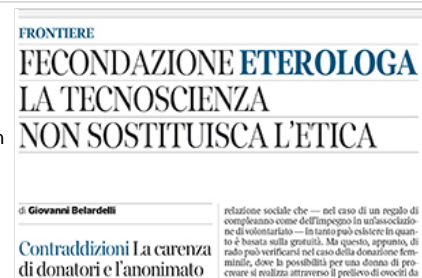 FRONTIERE
FECONDAZIONE ETEROLOGA
LA TECNOSCIENZA
NON SOSTITUISCA L'ETICA
di Giovanni Belardelli
Contraddizioni La carenza
di donatori e l'anonimato
relazione sociale che — nel caso di un regalo di
compleanno come dell'impegno in un'associazio-
ne di volontariato — in tanto può esistere in quan-
to è basata sulla gratuità. Ma questo, appunto, di
rado può verificarsi nel caso della donazione fem-
minile, dove la possibilità per una donna di pro-
creare si realizza attraverso il prelievo di ovociti da